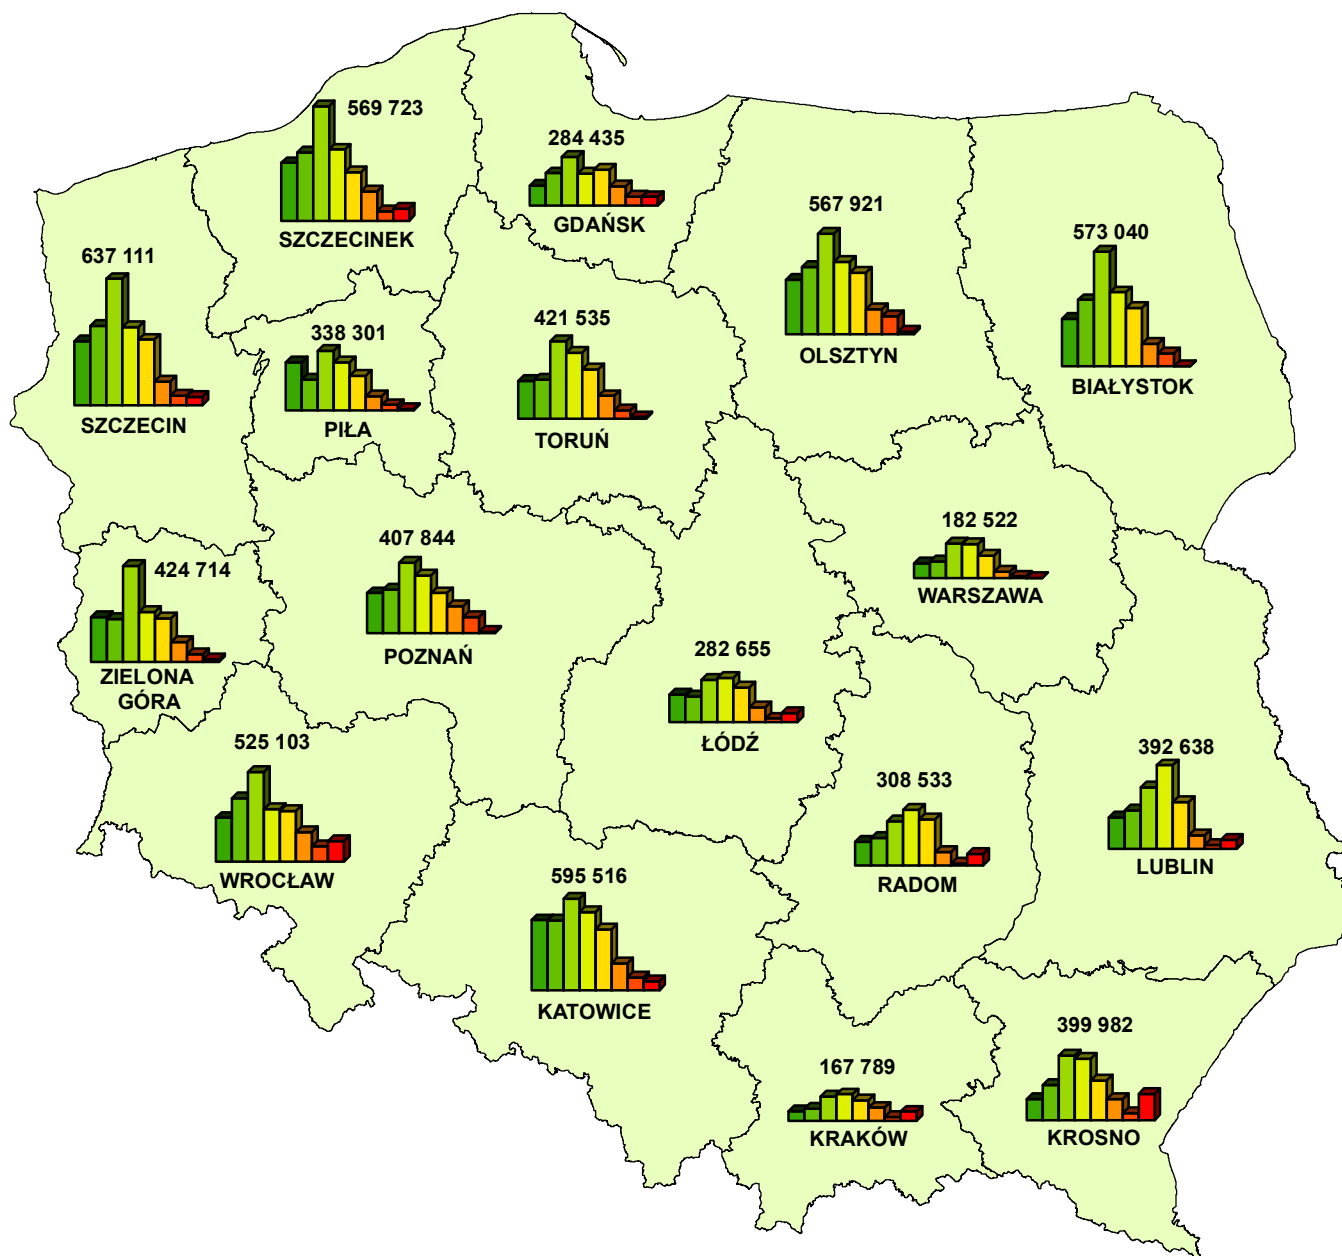 569 723
SZCZECINEK
284 435
GDAŃSK
567 921
OLSZTYN
573 040
BIAŁYSTOK
637 111
SZCZECIN
338 301
PIŁA
421 535
TORUŃ
182 522
WARSZAWA
407 844
POZNAŃ
424 714
ZIELONA
GÓRA
282 655
ŁÓDŹ
525 103
WROCŁAW
308 533
RADOM
392 638
LUBLIN
595 516
KATOWICE
167 789
KRAKÓW
399 982
KROSNO